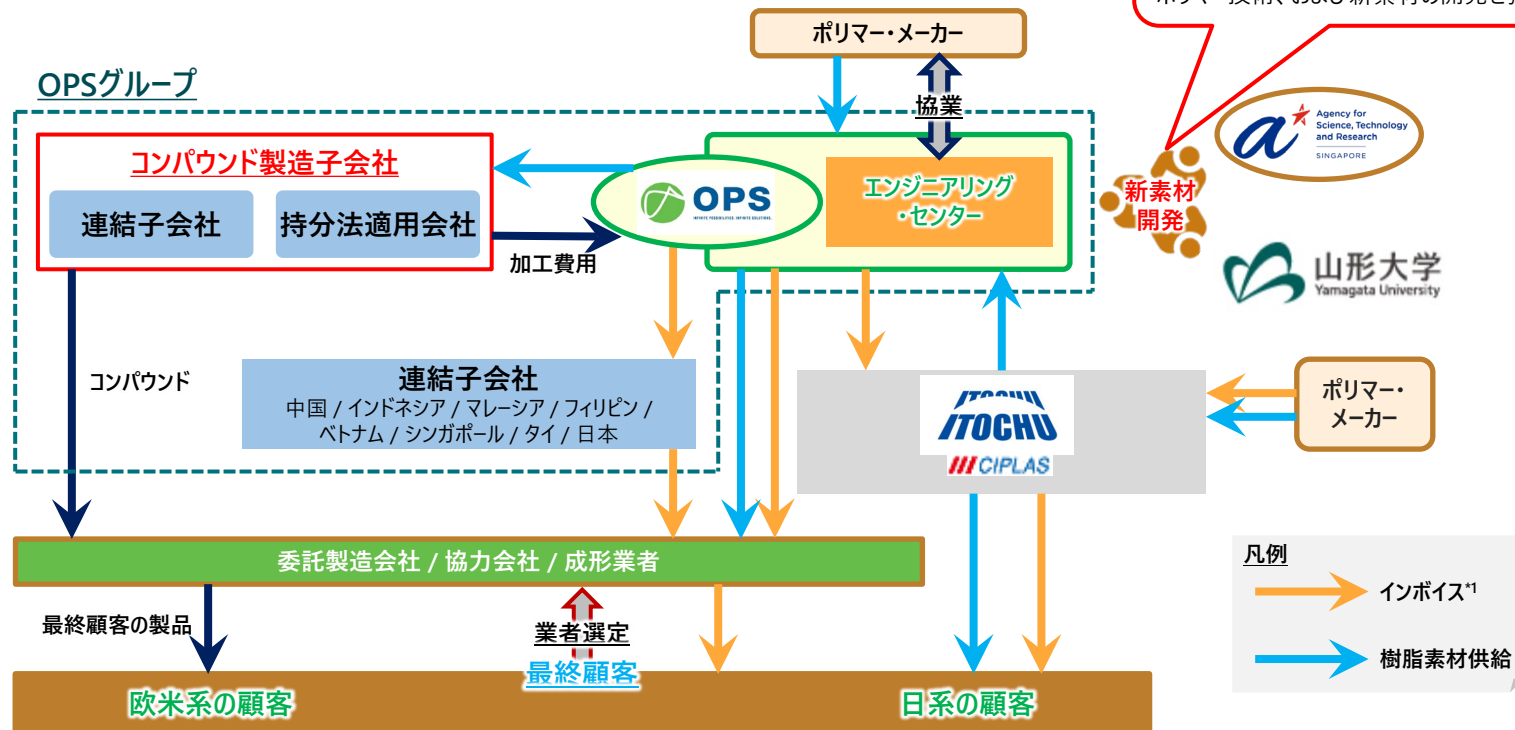 ポリマー・メーカー
OPSグループ
協業
Agency for
Science, Technology
and Research
SINGAPORE
コンパウンド製造子会社
連結子会社
持分法適用会社
OPS
INFINITE POSSIBILITIES. INFINITE SOLUTIONS.
エンジニアリング
・センター
新素材
開発
加工費用
山形大学
Yamagata University
コンパウンド
連結子会社
中国 / インドネシア / マレーシア / フィリピン /
ベトナム / シンガポール / タイ / 日本
ITOCHU
CIPLAS
ポリマー・
メーカー
委託製造会社 / 協力会社 / 成形業者
凡例
インボイス*1
樹脂素材供給
最終顧客の製品
業者選定
最終顧客
欧米系の顧客
日系の顧客